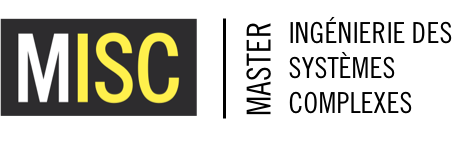 MISC
MASTER
INGÉNIERIE DES
SYSTÈMES
COMPLEXES